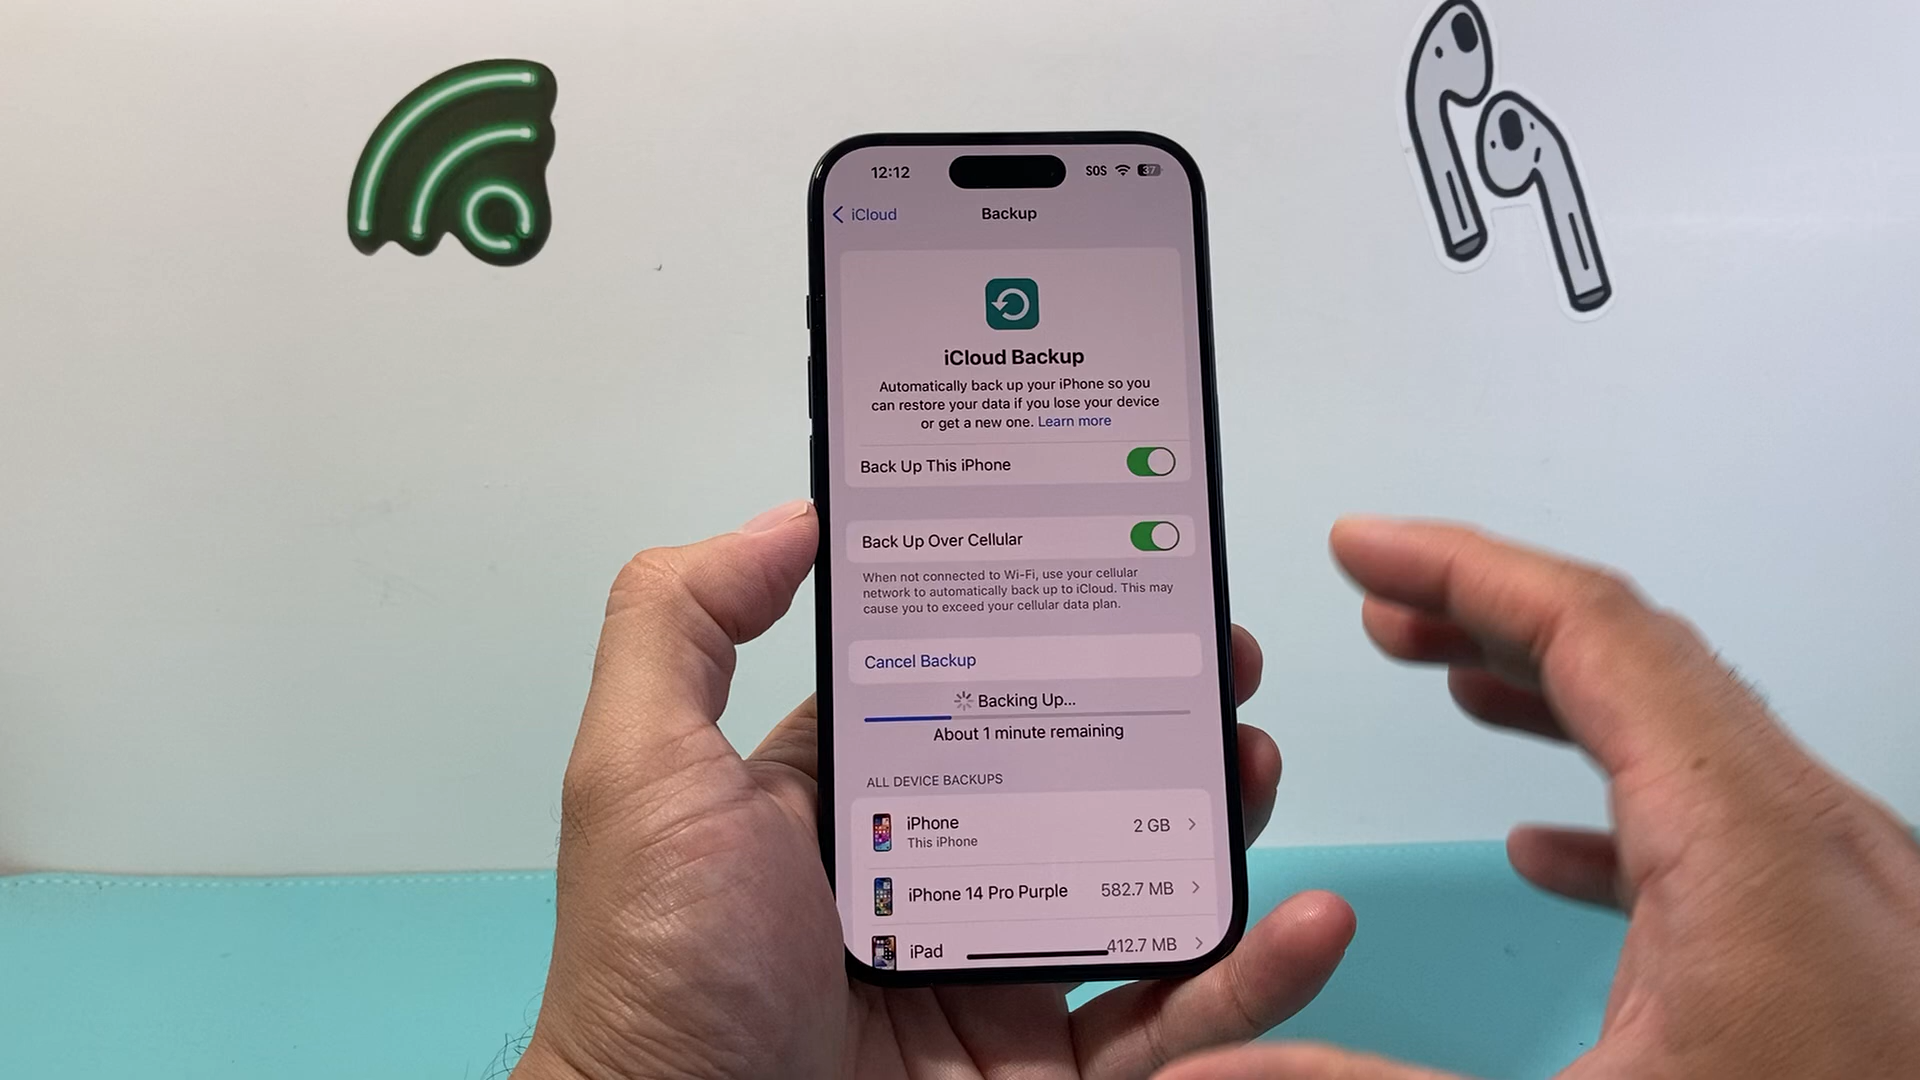 12:12 SOS 37
iCloud Backup
iCloud Backup
Automatically back up your iPhone so you
can restore your data if you lose your device
or get a new one. Learn more
Back Up This iPhone
Back Up Over Cellular
When not connected to Wi-Fi, use your cellular
network to automatically back up to iCloud. This may
cause you to exceed your cellular data plan.
Cancel Backup
Backing Up...
About 1 minute remaining
ALL DEVICE BACKUPS
iPhone 2 GB
This iPhone
iPhone 14 Pro Purple 582.7 MB
iPad 412.7 MB